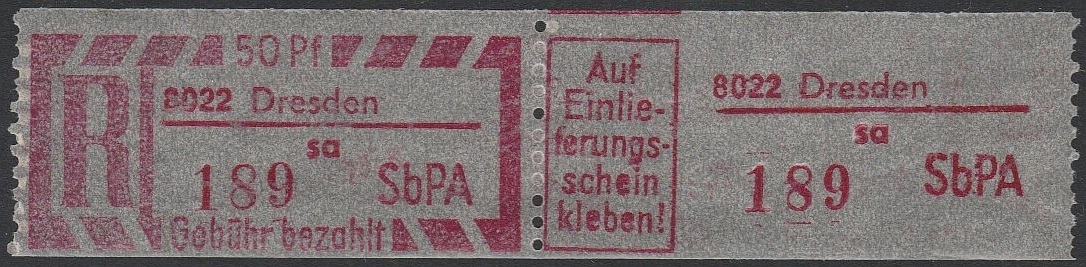 50 Pf
R
8022 Dresden
sa
189 SbPA
Gebühr bezahlt
Auf
Einlie-
ferungs-
schein
kleben!
8022 Dresden
sa
189 SbPA